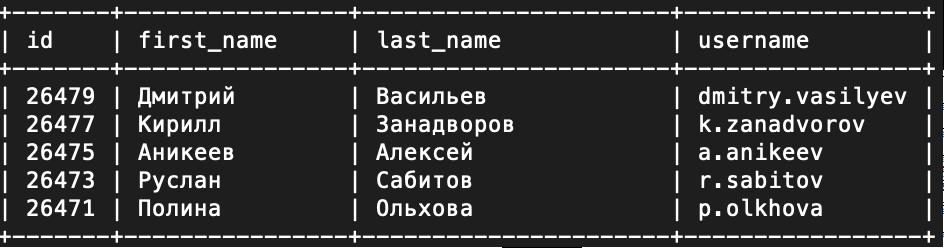 | id | first_name | last_name | username |
| 26479 | Дмитрий | Васильев | dmitry.vasilyev |
| 26477 | Кирилл | Занадворов | k.zanadvorov |
| 26475 | Аникеев | Алексей | a.anikeev |
| 26473 | Руслан | Сабитов | r.sabitov |
| 26471 | Полина | Ольхова | p.olkhova |